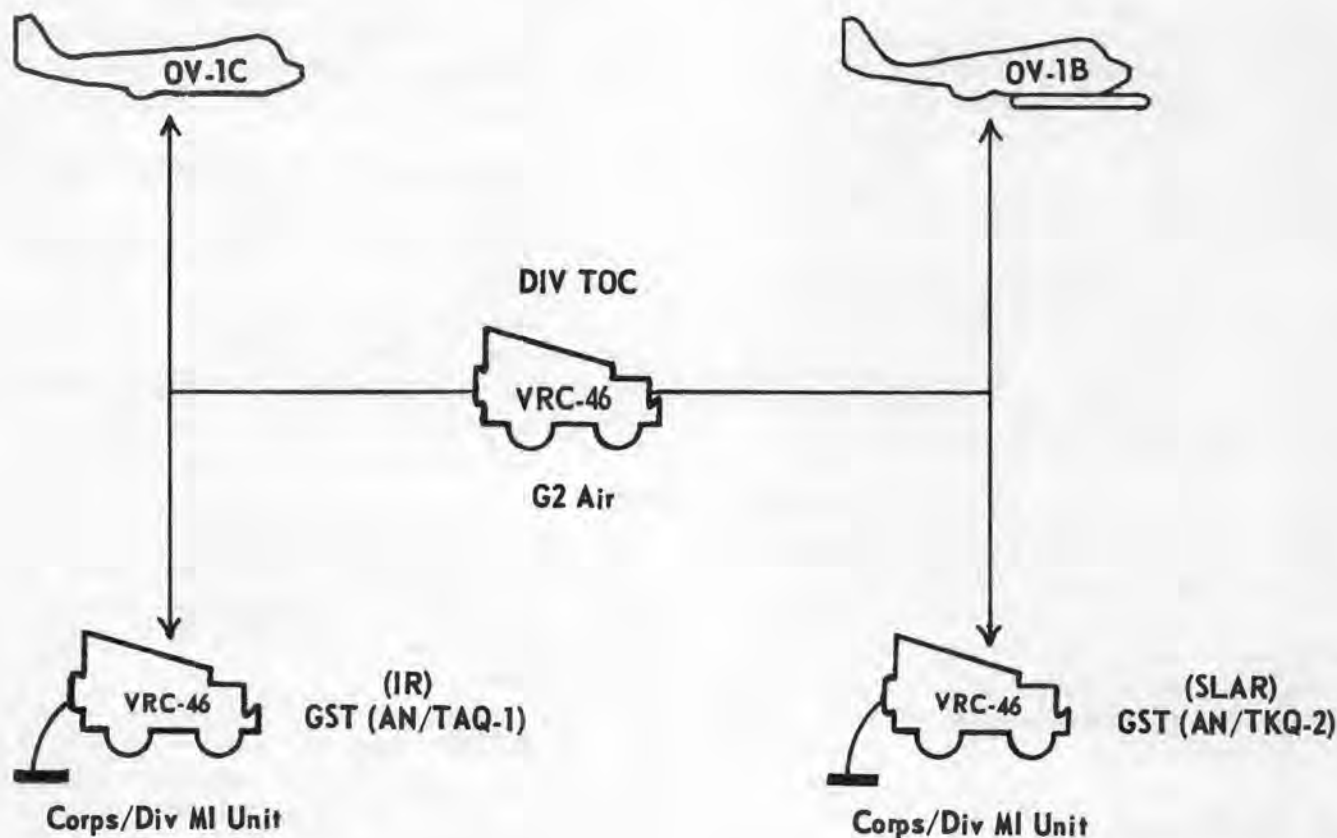 OV-1C
OV-1B
DIV TOC
VRC-46
G2 Air
VRC-46
(IR)
GST (AN/TAQ-1)
Corps/Div MI Unit
VRC-46
(SLAR)
GST (AN/TKQ-2)
Corps/Div MI Unit